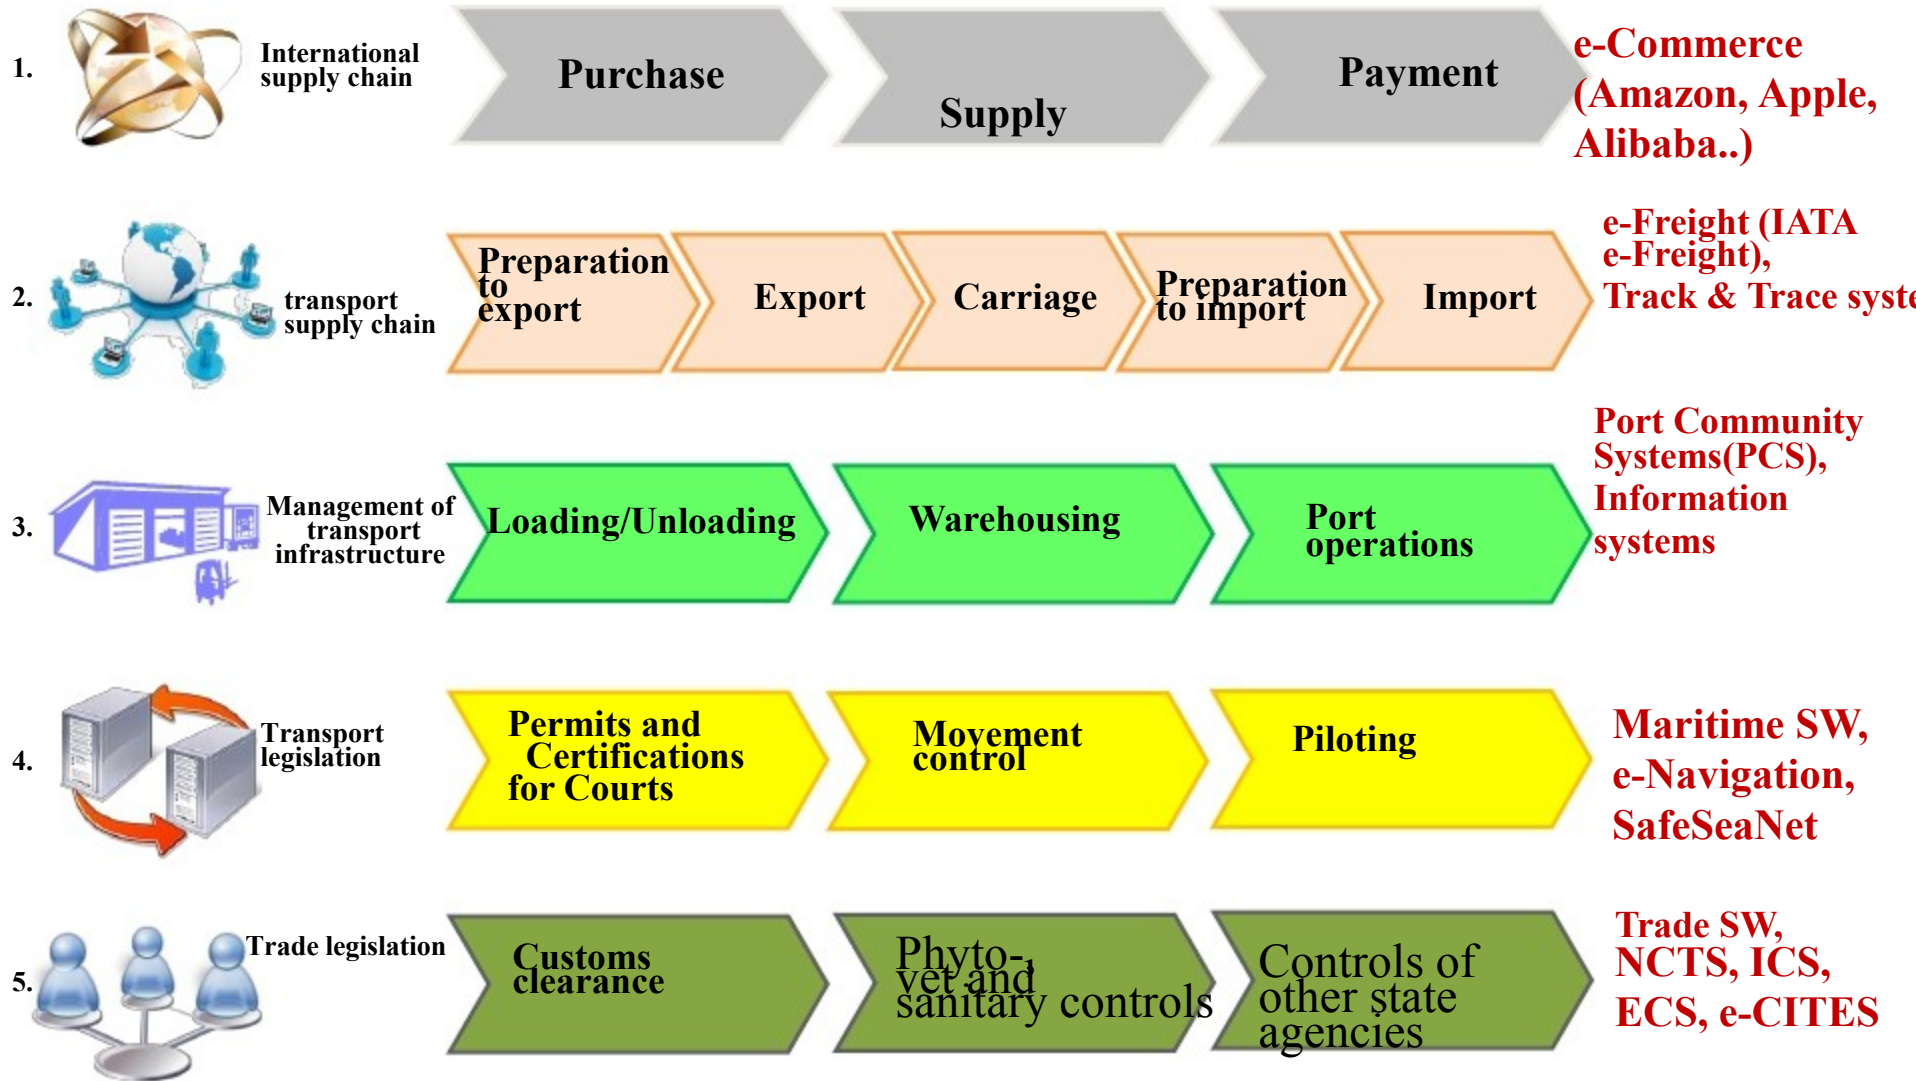 1.
International
supply chain
Purchase
Supply
Payment
e-Commerce
(Amazon, Apple,
Alibaba..)
2.
transport
supply chain
Preparation
to
export
Export
Carriage
Preparation
to import
Import
e-Freight (IATA
e-Freight),
Track & Trace syste
3.
Management of
transport
infrastructure
Loading/Unloading
Warehousing
Port
operations
Port Community
Systems(PCS),
Information
systems
4.
Transport
legislation
Permits and
Certifications
for Courts
Movement
control
Piloting
Maritime SW,
e-Navigation,
SafeSeaNet
5.
Trade legislation
Customs
clearance
Phyto-,
vet and
sanitary controls
Controls of
other state
agencies
Trade SW,
NCTS, ICS,
ECS, e-CITES